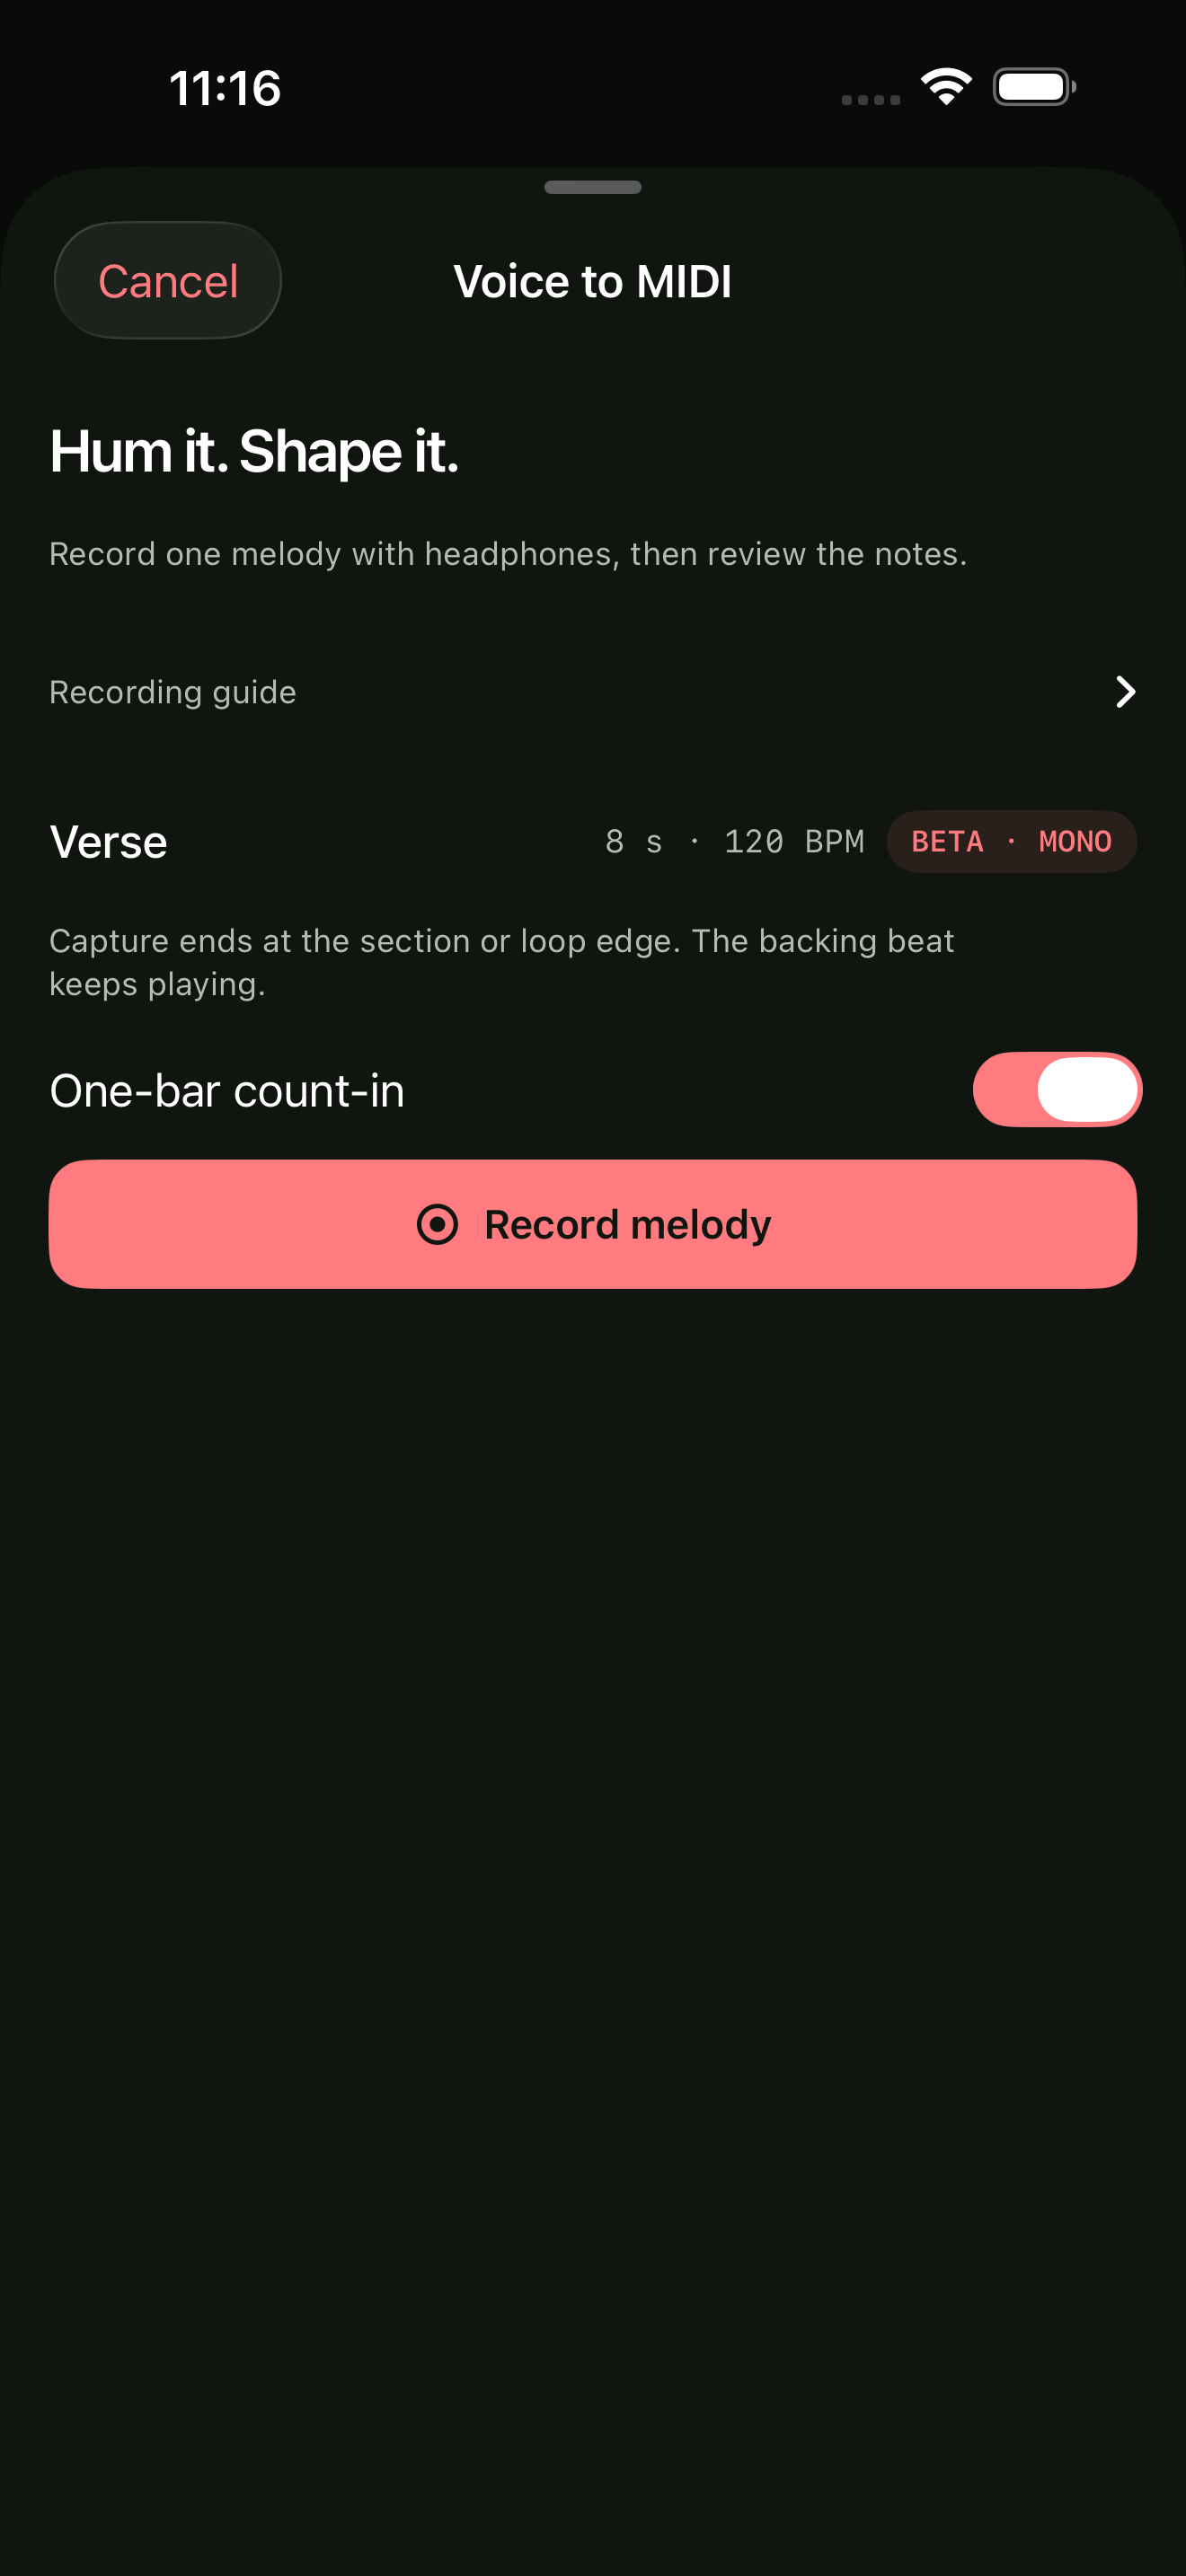 11:16
Cancel
Voice to MIDI
Hum it. Shape it.
Record one melody with headphones, then review the notes.
Recording guide
Verse
8 s · 120 BPM
BETA · MONO
Capture ends at the section or loop edge. The backing beat
keeps playing.
One-bar count-in
Record melody